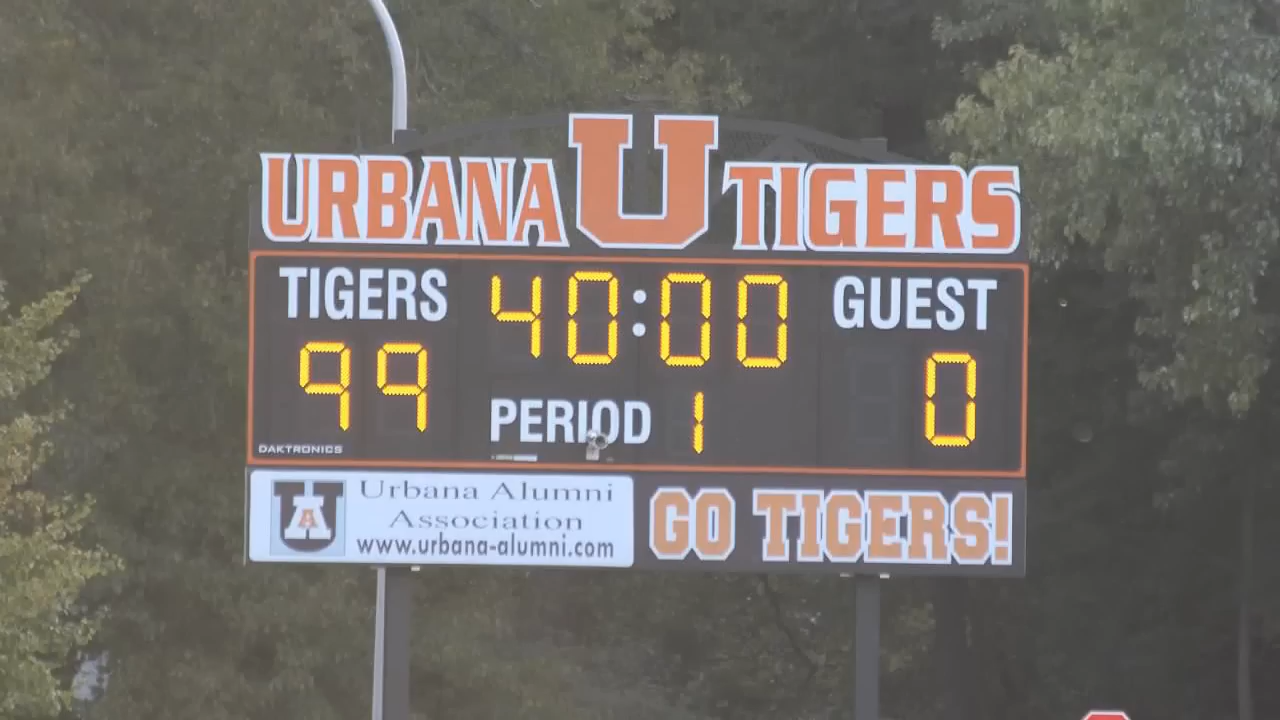 URBANA U TIGERS
TIGERS 40:00 GUEST
99 PERIOD 1 0
DAKTRONICS
UA Urbana Alumni
Association
www.urbana-alumni.com
GO TIGERS!